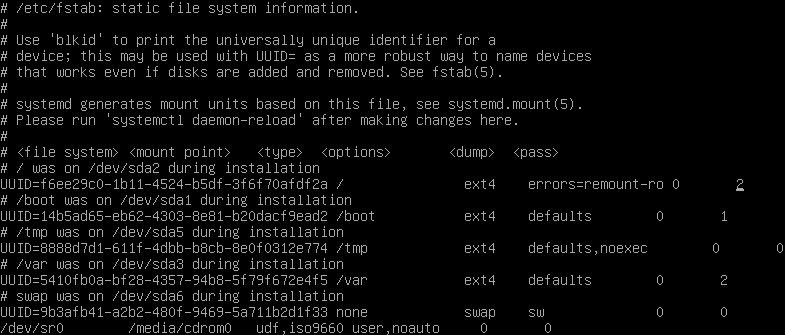 # /etc/fstab: static file system information.
#
# Use 'blkid' to print the universally unique identifier for a
# device; this may be used with UUID= as a more robust way to name devices
# that works even if disks are added and removed. See fstab(5).
#
# systemd generates mount units based on this file, see systemd.mount(5).
# Please run 'systemctl daemon-reload' after making changes here.
#
# <file system> <mount point>   <type>  <options>       <dump>  <pass>
# / was on /dev/sda2 during installation
UUID=f6ee29c0-1b11-4524-b5df-3f6f70afdf2a /               ext4    errors=remount-ro 0       2
# /boot was on /dev/sda1 during installation
UUID=14b5ad65-eb62-4303-8e81-b20dacf9ead2 /boot           ext4    defaults        0       1
# /tmp was on /dev/sda5 during installation
UUID=8888d7d1-611f-4dbb-b8cb-8e0f0312e774 /tmp            ext4    defaults,noexec        0       0
# /var was on /dev/sda3 during installation
UUID=5410fb0a-bf28-4357-94b8-5f79f672e4f5 /var            ext4    defaults        0       2
# swap was on /dev/sda6 during installation
UUID=9b3afb41-a2b2-480f-9469-5a711b2d1f33 none            swap    sw              0       0
/dev/sr0        /media/cdrom0   udf,iso9660 user,noauto     0       0